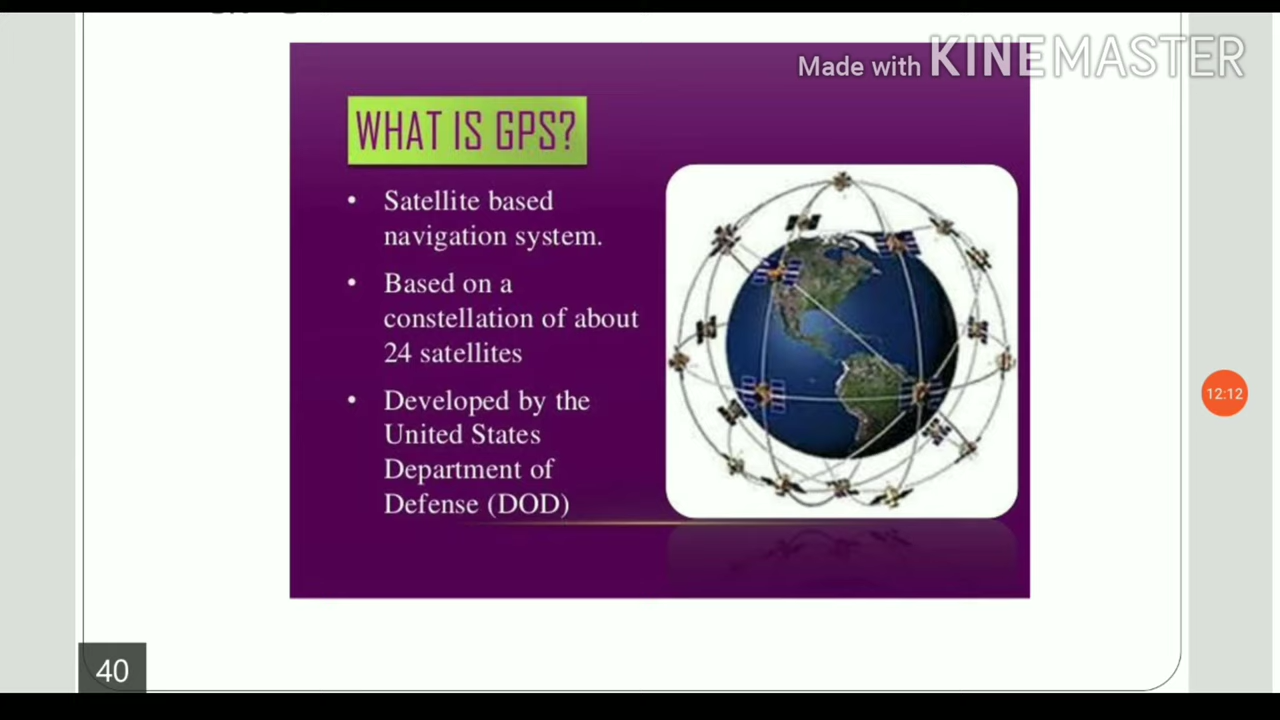 Made with KINEMASTER
WHAT IS GPS?
• Satellite based
navigation system.
• Based on a
constellation of about
24 satellites
• Developed by the
United States
Department of
Defense (DOD)
12:12
40